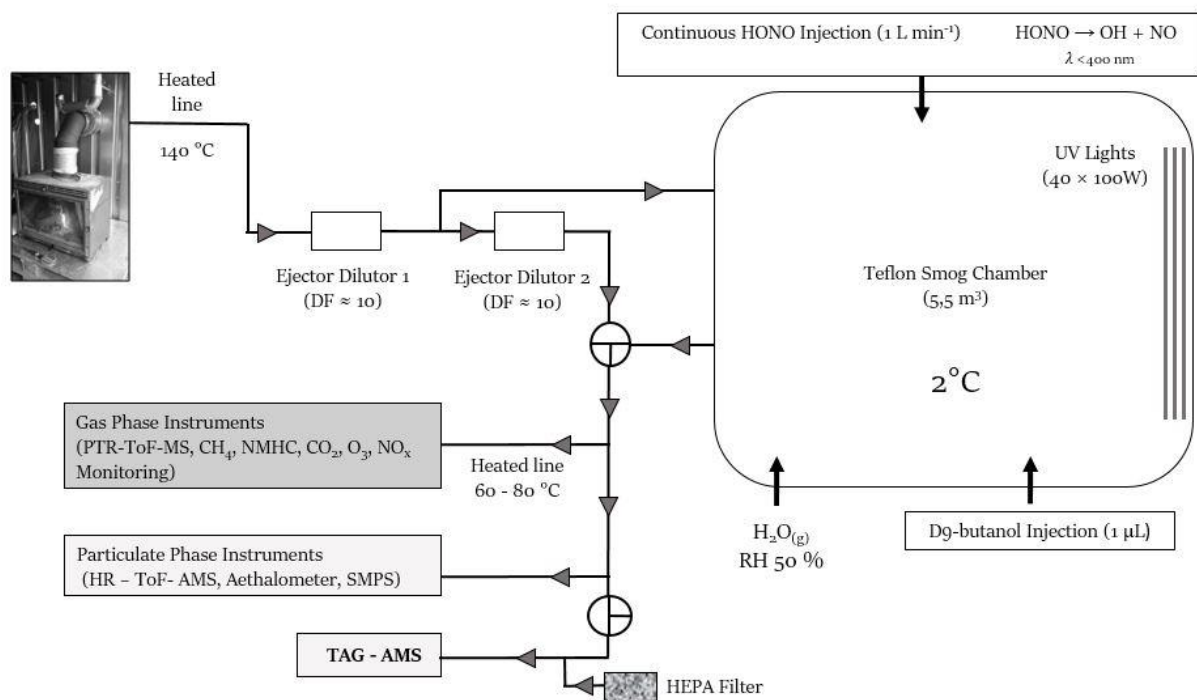 Continuous HONO Injection (1 L min⁻¹) HONO → OH + NO
λ <400 nm
Heated
line
140 °C
UV Lights
(40 × 100W)
Ejector Dilutor 1
(DF ≈ 10)
Ejector Dilutor 2
(DF ≈ 10)
Teflon Smog Chamber
(5,5 m³)
2°C
Gas Phase Instruments
(PTR-ToF-MS, CH₄, NMHC, CO₂, O₃, NOₓ
Monitoring)
Heated line
60 - 80 °C
H₂O₍g₎
RH 50 %
D9-butanol Injection (1 µL)
Particulate Phase Instruments
(HR – ToF- AMS, Aethalometer, SMPS)
TAG - AMS
HEPA Filter